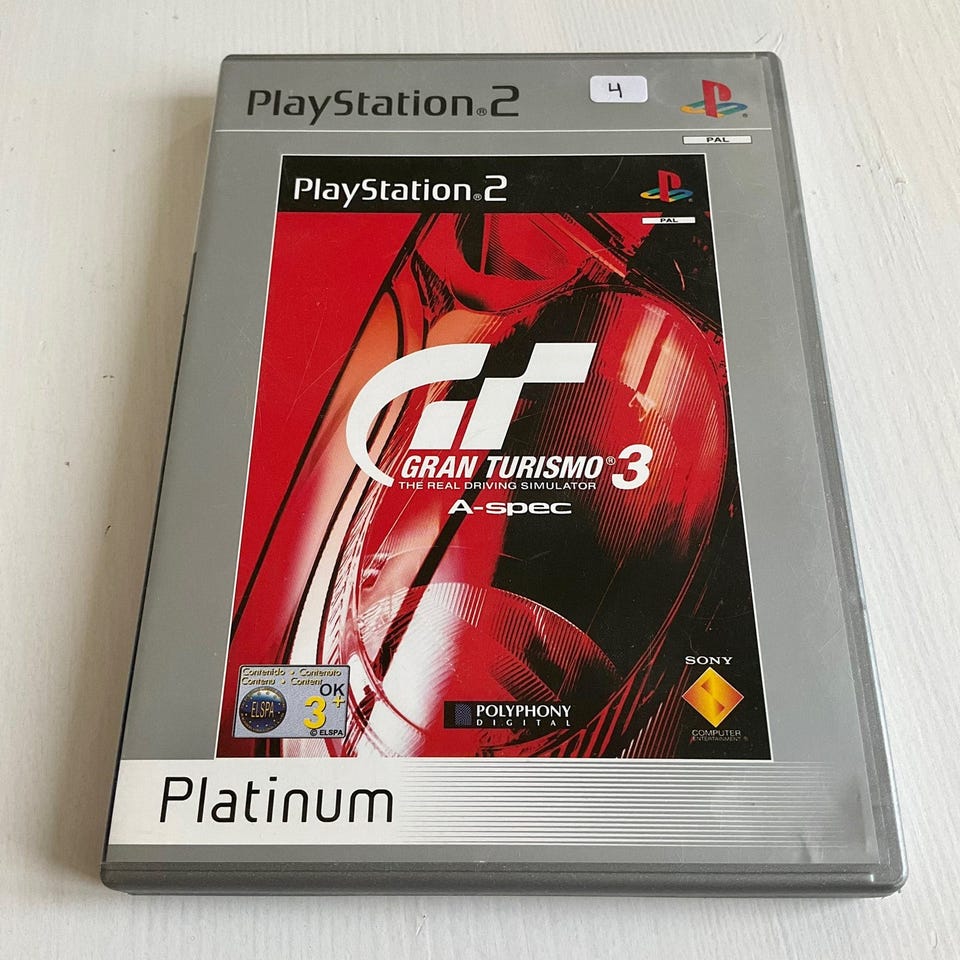 PlayStation®2
4
PAL
PlayStation®2
PAL
GT
GRAN TURISMO® 3
THE REAL DRIVING SIMULATOR
A-spec
Contenido • Contenuto
Contenu • Content
OK
ELSPA
3+
© ELSPA
POLYPHONY
DIGITAL
SONY
COMPUTER
ENTERTAINMENT ®
Platinum